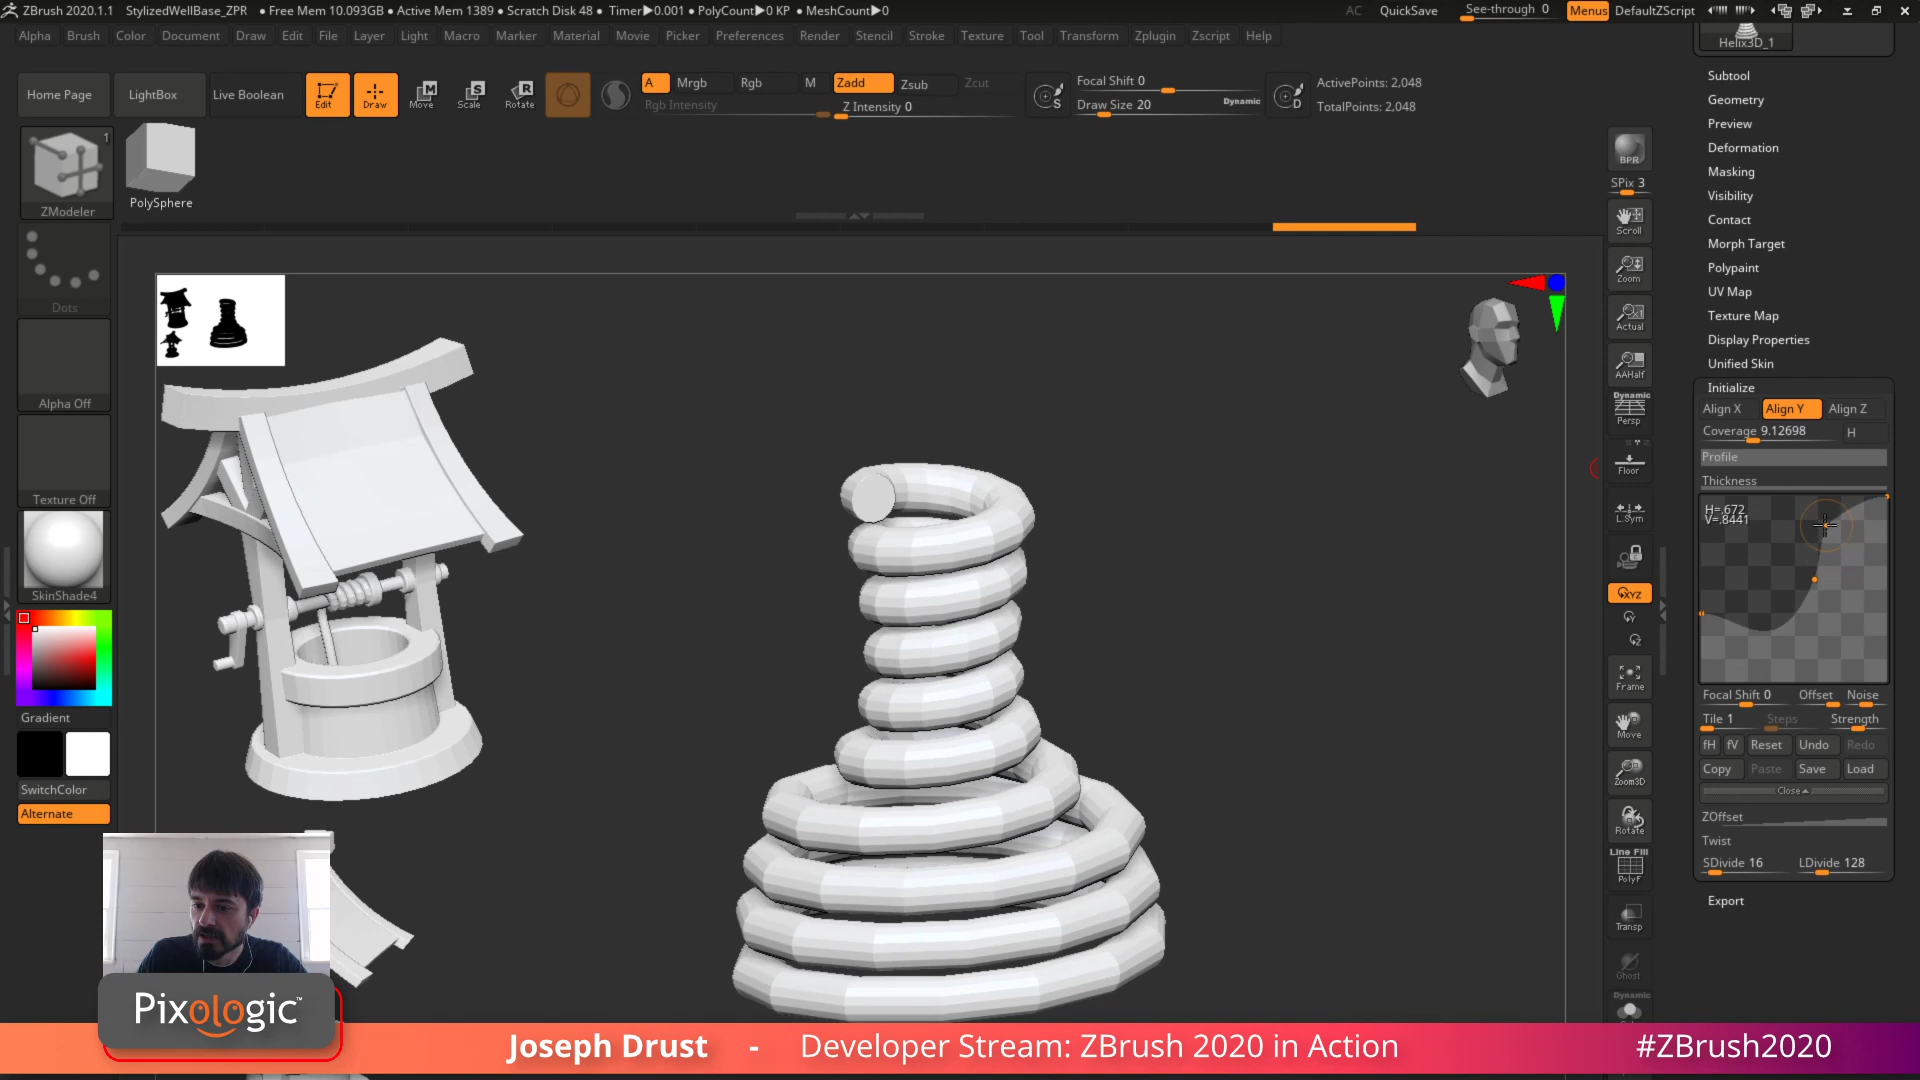 ZBrush 2020.1.1 StylizedWellBase_ZPR • Free Mem 10.093GB • Active Mem 1389 • Scratch Disk 48 • Timer▶0.001 • PolyCount▶0 KP • MeshCount▶0 AC QuickSave See-through 0 Menus DefaultZScript
Alpha Brush Color Document Draw Edit File Layer Light Macro Marker Material Movie Picker Preferences Render Stencil Stroke Texture Tool Transform Zplugin Zscript Help
Helix3D_1
Home Page LightBox Live Boolean Edit Draw Move Scale Rotate
A Mrgb Rgb M Zadd Zsub Zcut
Rgb Intensity Z Intensity 0
Focal Shift 0
Draw Size 20 Dynamic
ActivePoints: 2,048
TotalPoints: 2,048
1
ZModeler
PolySphere
Dots
Alpha Off
Texture Off
SkinShade4
Gradient
SwitchColor
Alternate
BPR
SPix 3
Scroll
Zoom
Actual
AAHalf
Dynamic
Persp
Floor
L.Sym
XYZ
Frame
Move
Zoom3D
Rotate
Line Fill
PolyF
Transp
Ghost
Dynamic
Subtool
Geometry
Preview
Deformation
Masking
Visibility
Contact
Morph Target
Polypaint
UV Map
Texture Map
Display Properties
Unified Skin
Initialize
Align X Align Y Align Z
Coverage 9.12698 H
Profile
Thickness
H=.672
V=.8441
Focal Shift 0 Offset Noise
Tile 1 Steps Strength
fH fV Reset Undo Redo
Copy Paste Save Load
Close
ZOffset
Twist
SDivide 16 LDivide 128
Export
Pixologic™
Joseph Drust - Developer Stream: ZBrush 2020 in Action #ZBrush2020